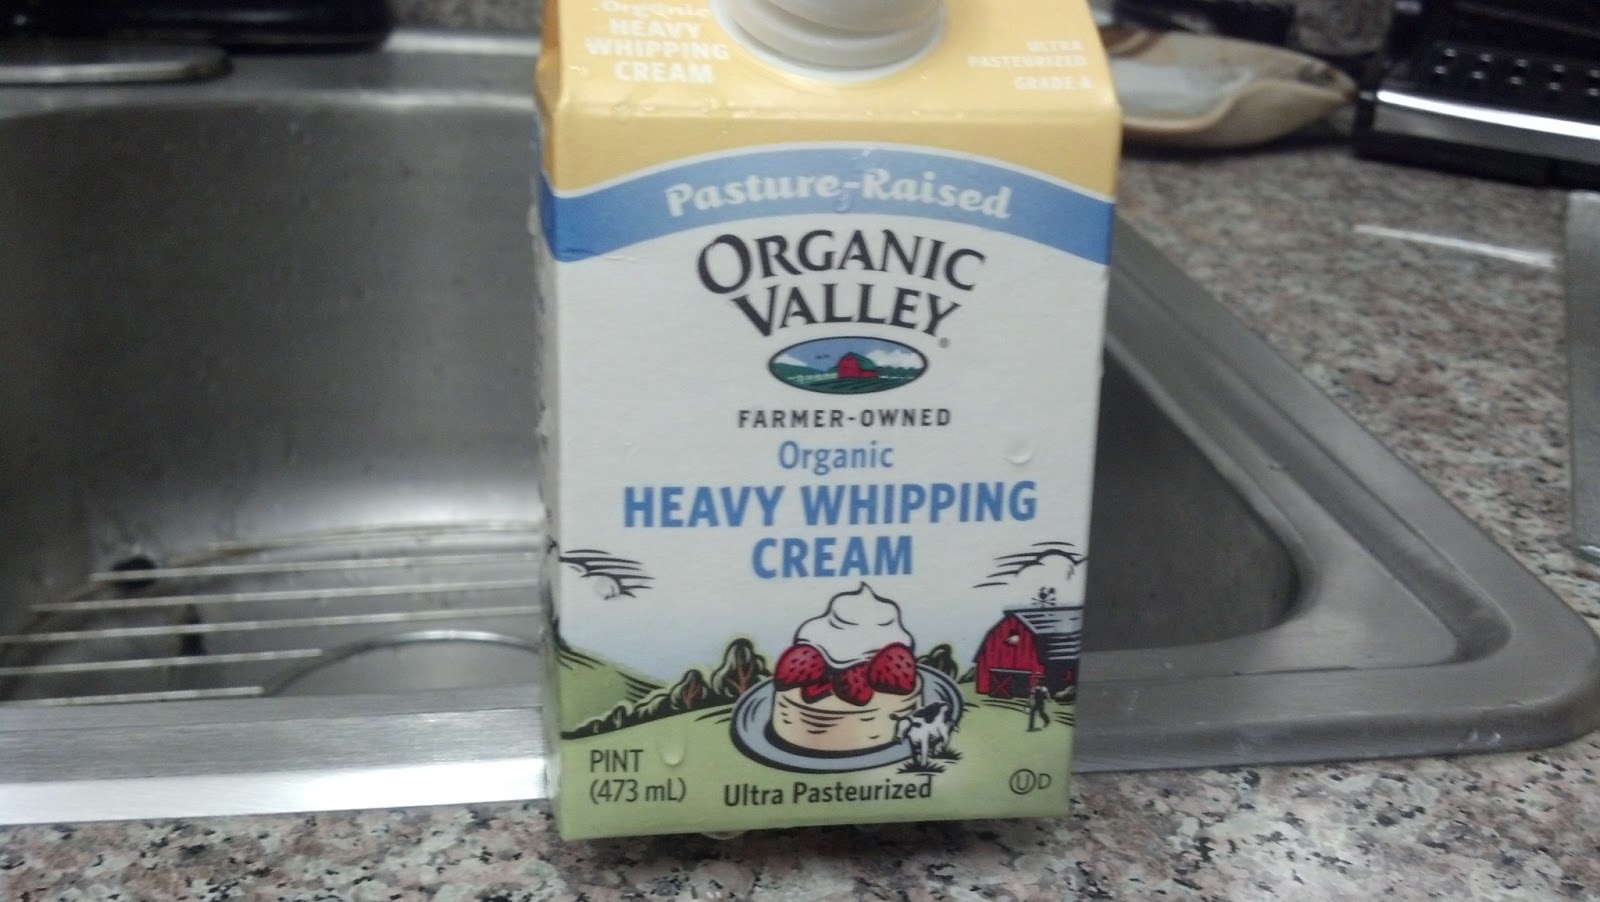 Organic
HEAVY
WHIPPING
CREAM
ULTRA
PASTEURIZED
GRADE A
Pasture-Raised
ORGANIC
VALLEY®
FARMER-OWNED
Organic
HEAVY WHIPPING
CREAM
PINT
(473 mL)
Ultra Pasteurized
Ⓤ D